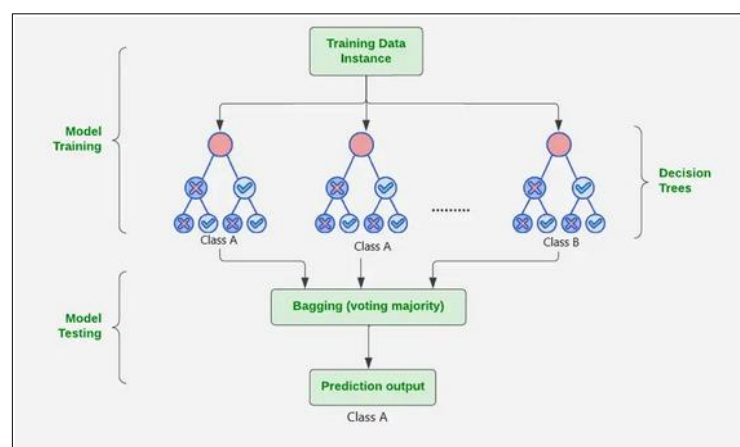 Training Data
Instance
Model
Training
Decision
Trees
.........
Class A
Class A
Class B
Bagging (voting majority)
Model
Testing
Prediction output
Class A